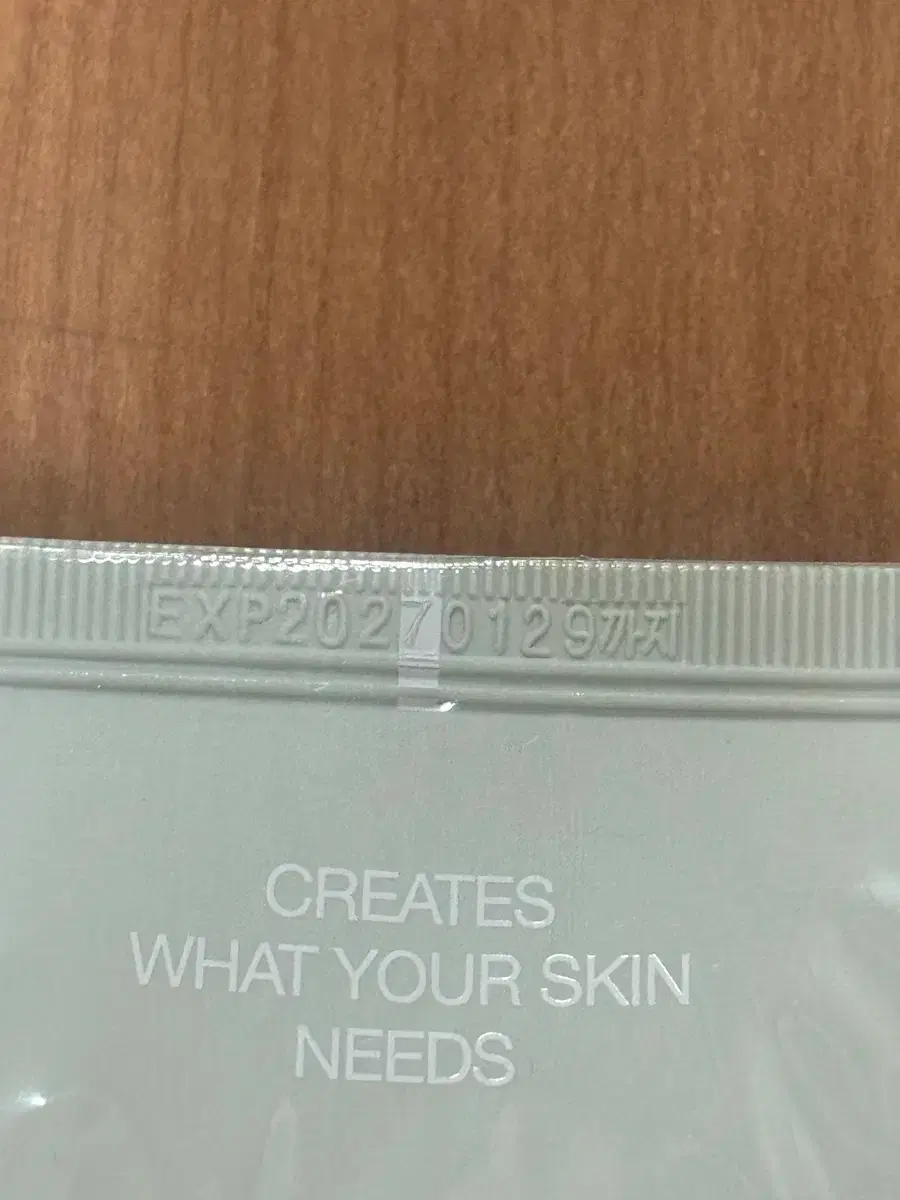 EXP20270129까지
CREATES
WHAT YOUR SKIN
NEEDS